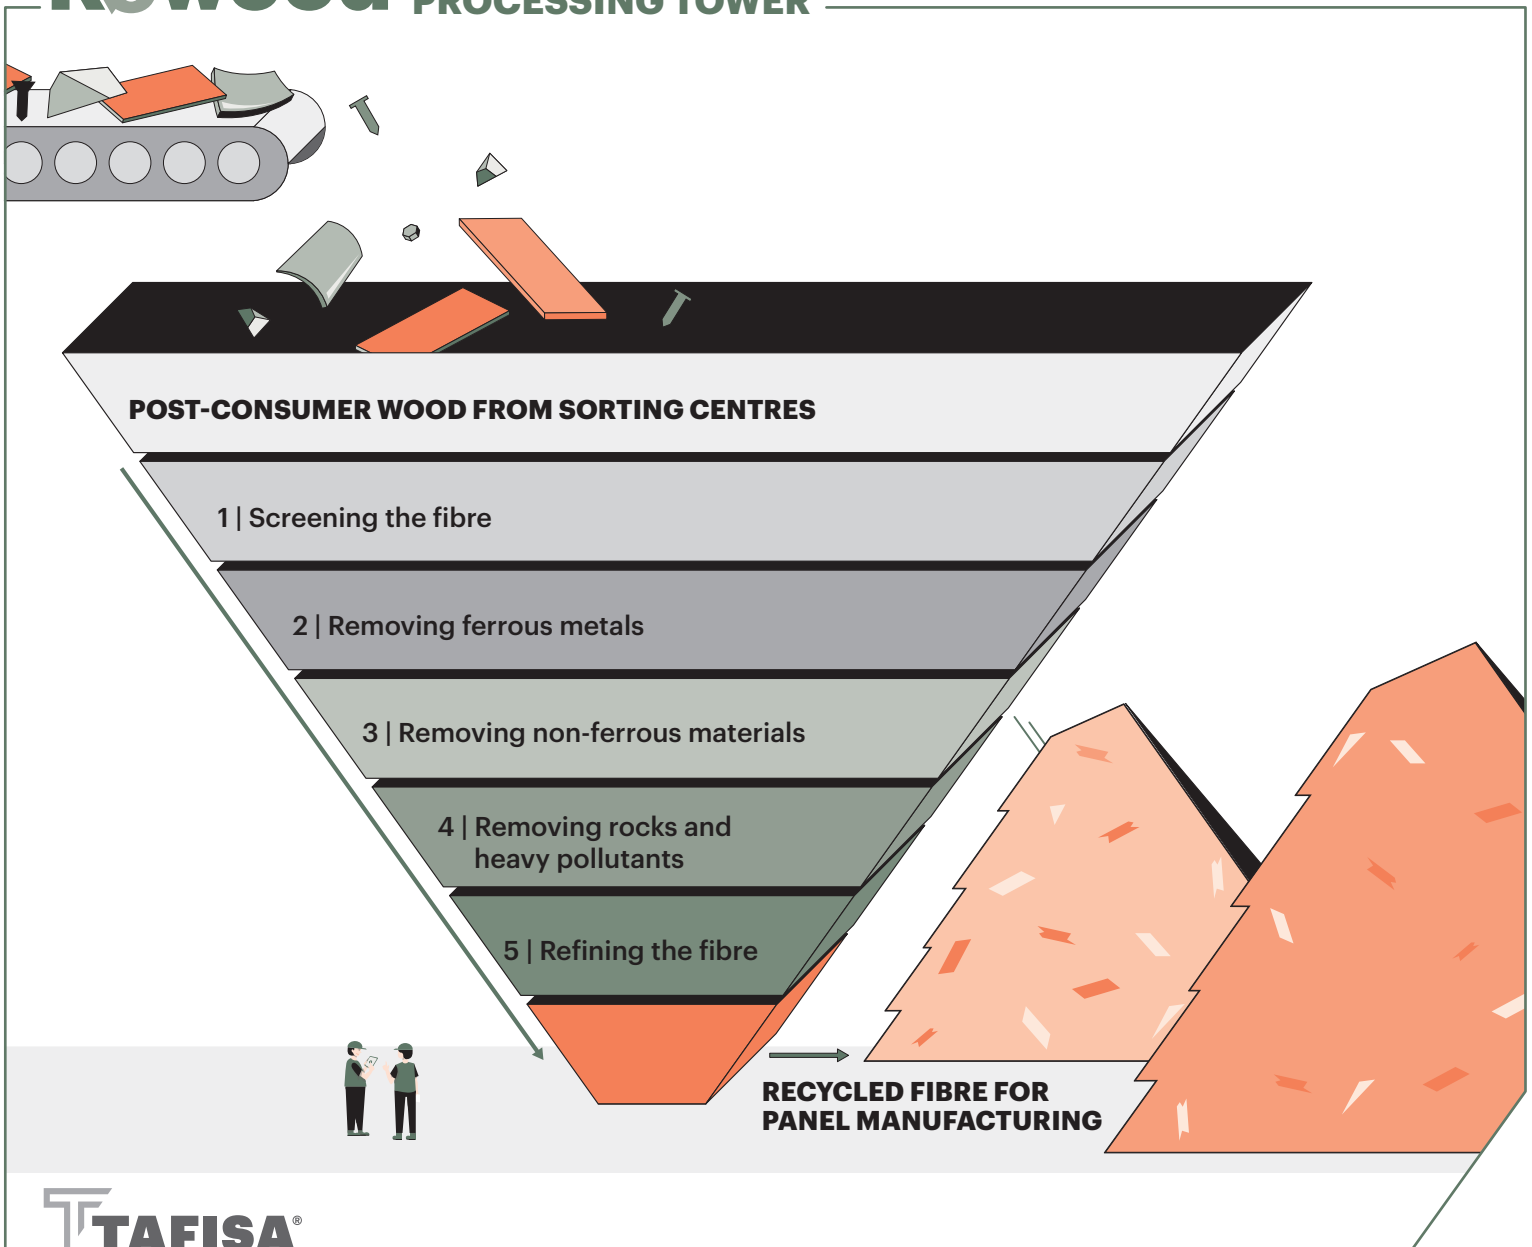 Rewood PROCESSING TOWER
POST-CONSUMER WOOD FROM SORTING CENTRES
1 | Screening the fibre
2 | Removing ferrous metals
3 | Removing non-ferrous materials
4 | Removing rocks and
heavy pollutants
5 | Refining the fibre
RECYCLED FIBRE FOR
PANEL MANUFACTURING
TAFISA®